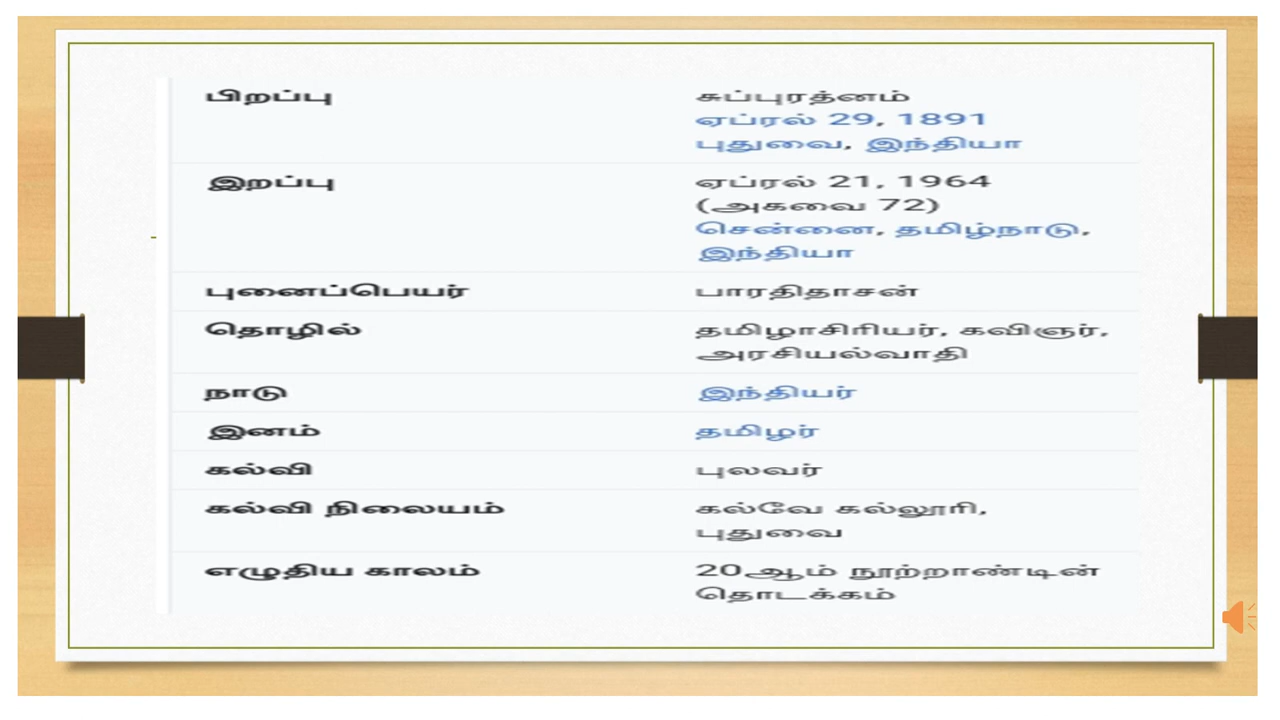 பிறப்பு சுப்புரத்னம்
ஏப்ரல் 29, 1891
புதுவை, இந்தியா
இறப்பு ஏப்ரல் 21, 1964
(அகவை 72)
சென்னை, தமிழ்நாடு,
இந்தியா
புனைப்பெயர் பாரதிதாசன்
தொழில் தமிழாசிரியர், கவிஞர்,
அரசியல்வாதி
நாடு இந்தியர்
இனம் தமிழர்
கல்வி புலவர்
கல்வி நிலையம் கல்வே கல்லூரி,
புதுவை
எழுதிய காலம் 20ஆம் நூற்றாண்டின்
தொடக்கம்